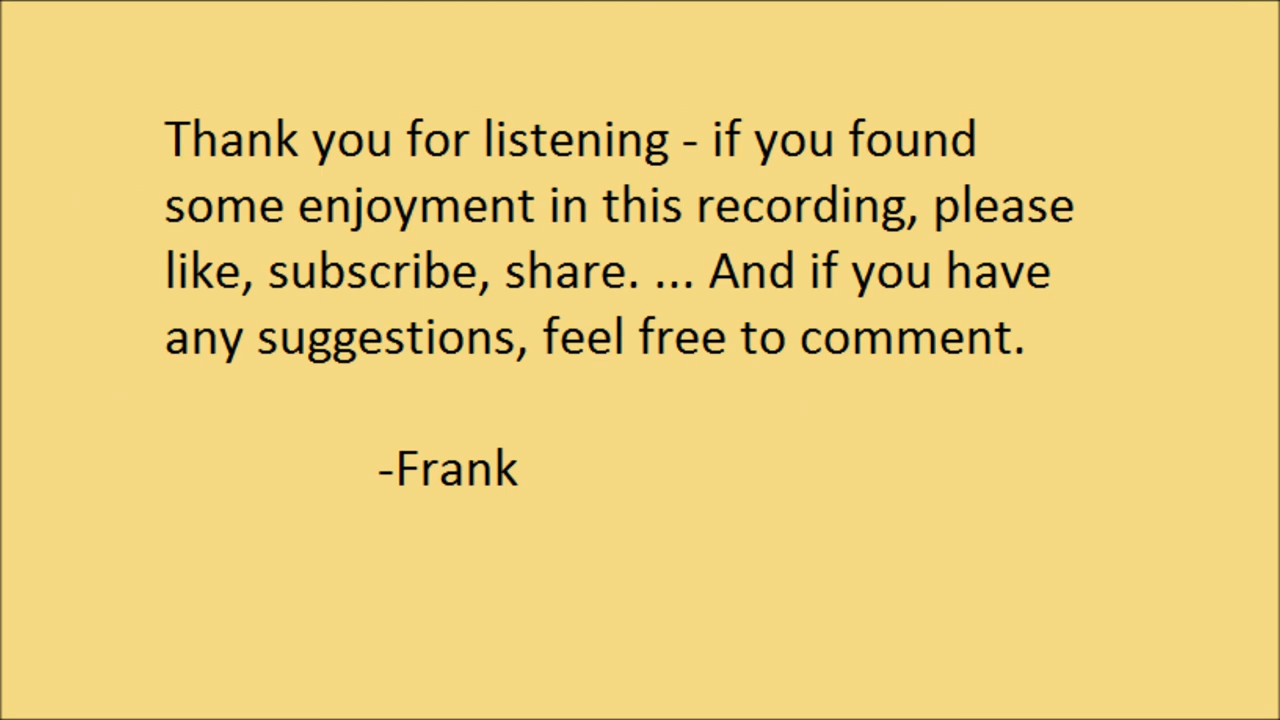 Thank you for listening - if you found
some enjoyment in this recording, please
like, subscribe, share. ... And if you have
any suggestions, feel free to comment.
-Frank